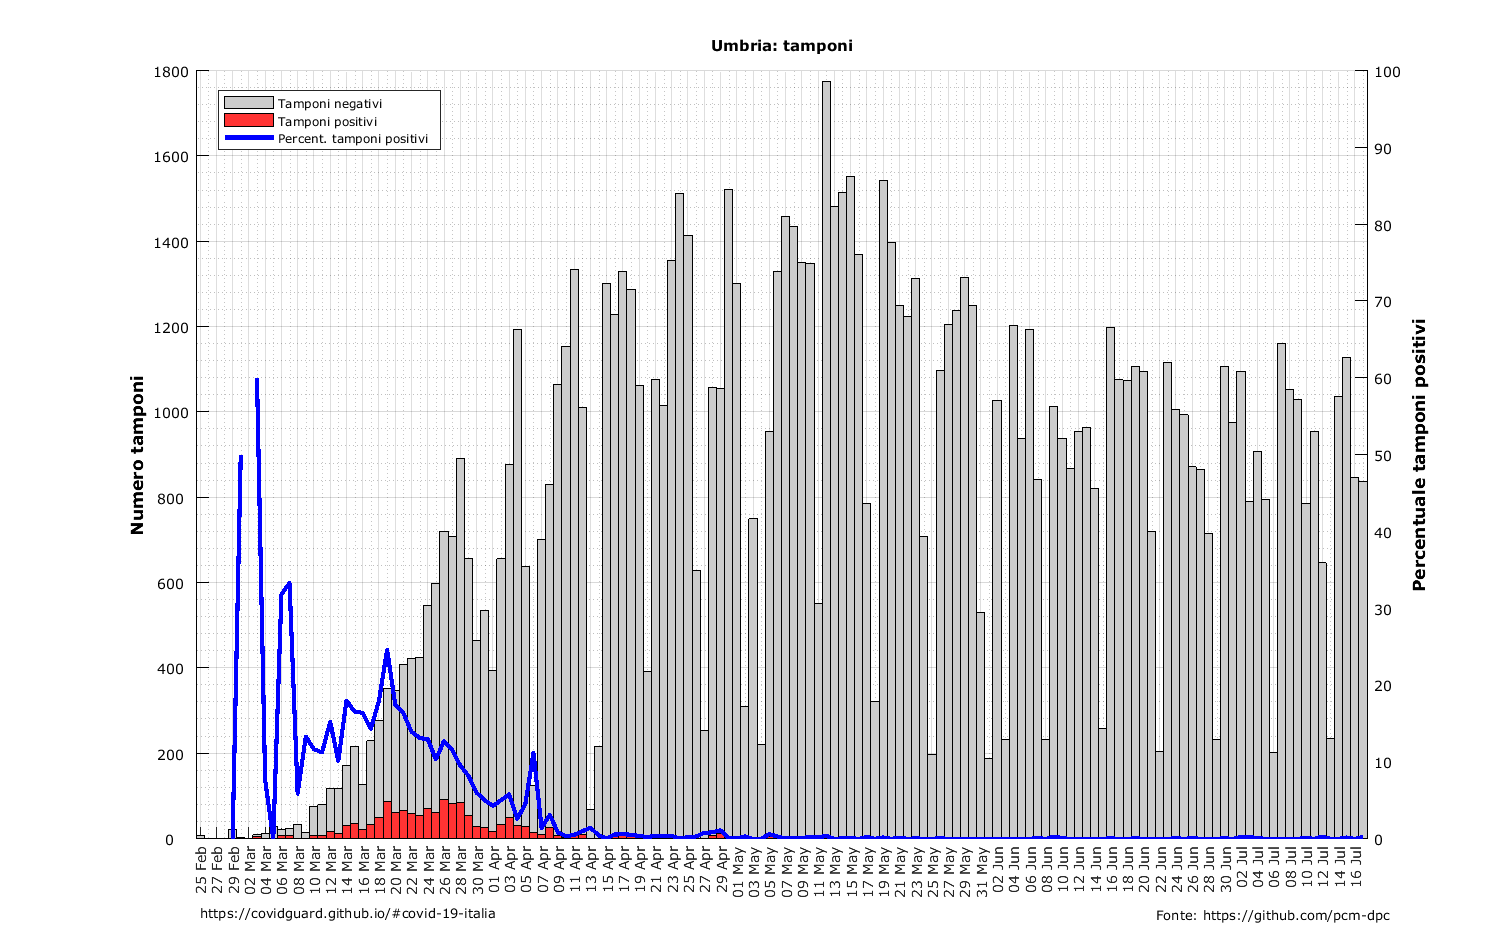 Umbria: tamponi
Tamponi negativi
Tamponi positivi
Percent. tamponi positivi
Numero tamponi
1800
1600
1400
1200
1000
800
600
400
200
0
Percentuale tamponi positivi
100
90
80
70
60
50
40
30
20
10
0
25 Feb
27 Feb
29 Feb
02 Mar
04 Mar
06 Mar
08 Mar
10 Mar
12 Mar
14 Mar
16 Mar
18 Mar
20 Mar
22 Mar
24 Mar
26 Mar
28 Mar
30 Mar
01 Apr
03 Apr
05 Apr
07 Apr
09 Apr
11 Apr
13 Apr
15 Apr
17 Apr
19 Apr
21 Apr
23 Apr
25 Apr
27 Apr
29 Apr
01 May
03 May
05 May
07 May
09 May
11 May
13 May
15 May
17 May
19 May
21 May
23 May
25 May
27 May
29 May
31 May
02 Jun
04 Jun
06 Jun
08 Jun
10 Jun
12 Jun
14 Jun
16 Jun
18 Jun
20 Jun
22 Jun
24 Jun
26 Jun
28 Jun
30 Jun
02 Jul
04 Jul
06 Jul
08 Jul
10 Jul
12 Jul
14 Jul
16 Jul
https://covidguard.github.io/#covid-19-italia
Fonte: https://github.com/pcm-dpc